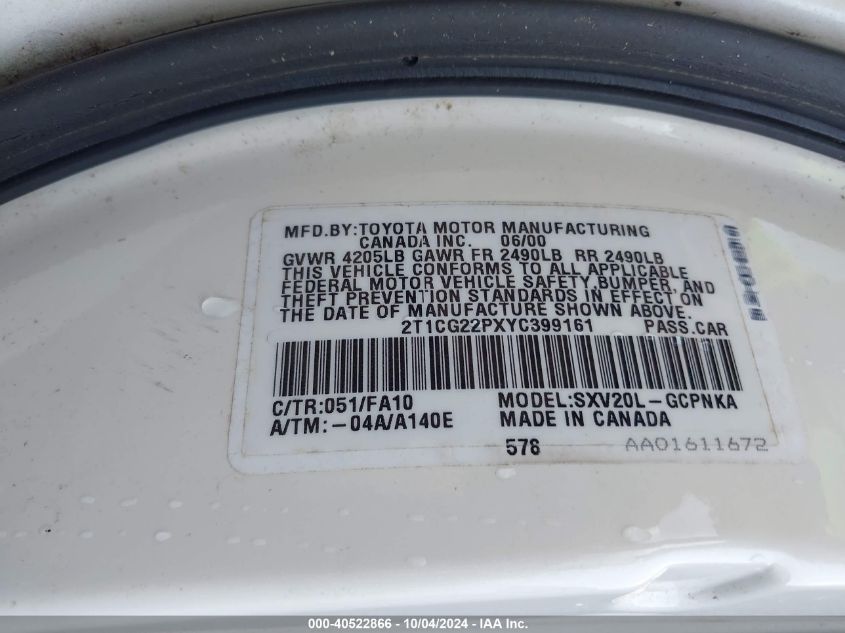 MFD.BY:TOYOTA MOTOR MANUFACTURING
CANADA INC. 06/00
GVWR 4205LB GAWR FR 2490LB RR 2490LB
THIS VEHICLE CONFORMS TO ALL APPLICABLE
FEDERAL MOTOR VEHICLE SAFETY,BUMPER, AND
THEFT PREVENTION STANDARDS IN EFFECT ON
THE DATE OF MANUFACTURE SHOWN ABOVE.
2T1CG22PXYC399161 PASS.CAR
C/TR:051/FA10 MODEL:SXV20L-GCPNKA
A/TM:-04A/A140E MADE IN CANADA
578 AA01611672
000-40522866 - 10/04/2024 - IAA Inc.